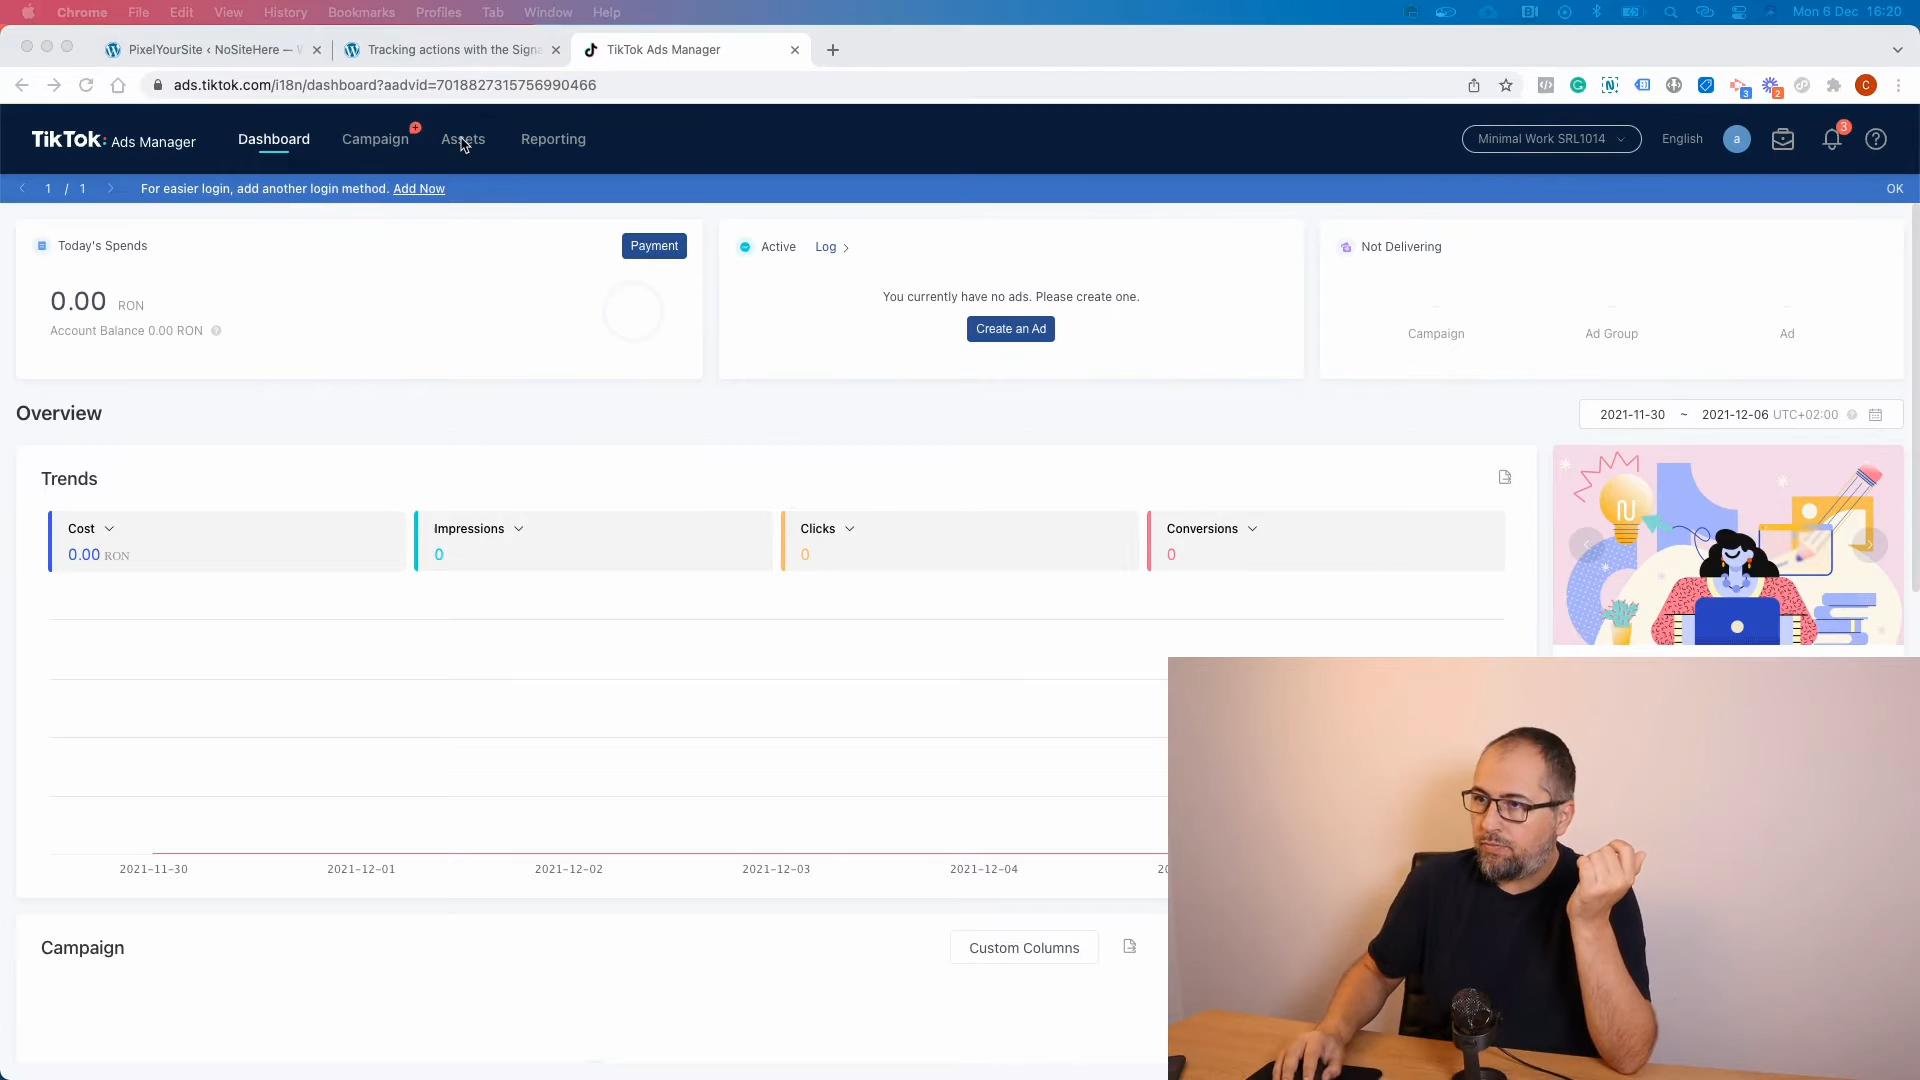 Chrome File Edit View History Bookmarks Profiles Tab Window Help
Mon 6 Dec 16:20
PixelYourSite ‹ NoSiteHere —
Tracking actions with the Signa
TikTok Ads Manager
ads.tiktok.com/i18n/dashboard?aadvid=7018827315756990466
3
2
C
TikTok: Ads Manager
Dashboard
Campaign
Assets
Reporting
Minimal Work SRL1014
English
a
3
1 / 1
For easier login, add another login method. Add Now
OK
Today's Spends
Payment
0.00 RON
Account Balance 0.00 RON
Active
Log
You currently have no ads. Please create one.
Create an Ad
Not Delivering
Campaign
Ad Group
Ad
Overview
2021-11-30 ~ 2021-12-06 UTC+02:00
Trends
Cost
0.00 RON
Impressions
0
Clicks
0
Conversions
0
2021-11-30
2021-12-01
2021-12-02
2021-12-03
2021-12-04
20
Campaign
Custom Columns